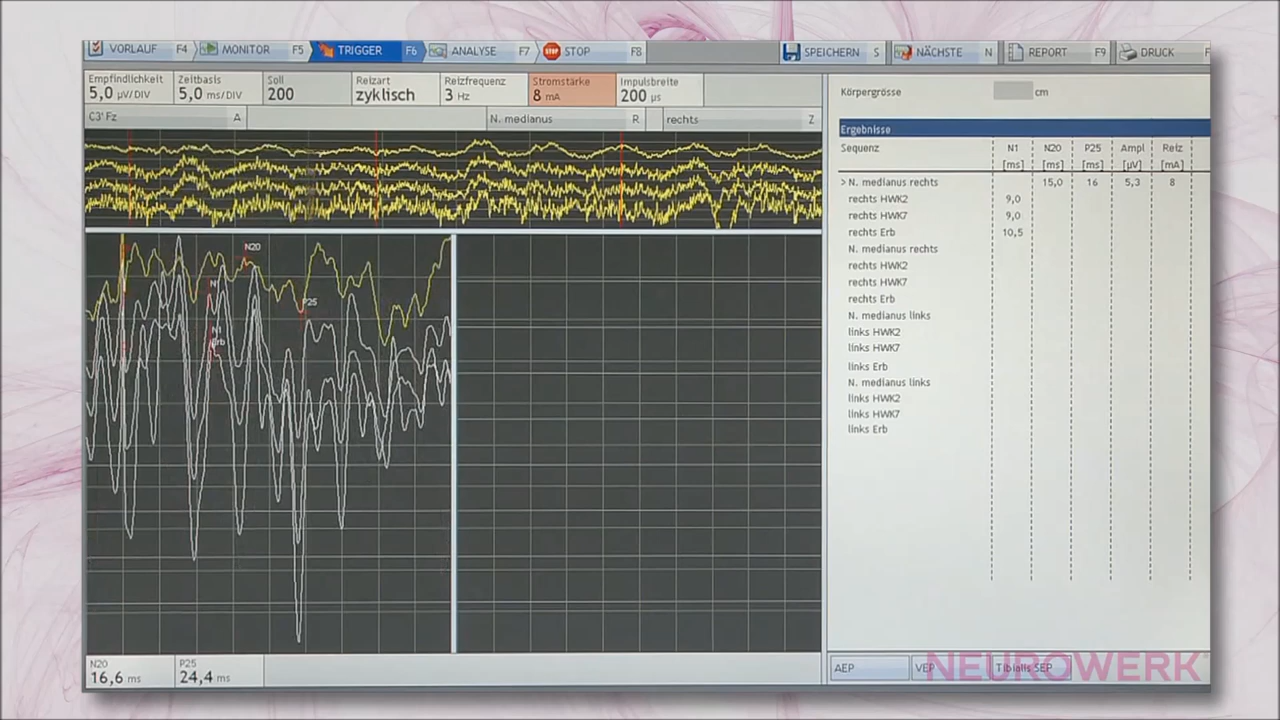 VORLAUF F4 MONITOR F5 TRIGGER F6 ANALYSE F7 STOP F8 SPEICHERN S NÄCHSTE N REPORT F9 DRUCK F
Empfindlichkeit Zeitbasis Soll Reizart Reizfrequenz Stromstärke Impulsbreite
5,0 µV/DIV 5,0 ms/DIV 200 zyklisch 3 Hz 8 mA 200 µs
C3' Fz A N. medianus R rechts Z
Körpergrösse cm
Ergebnisse
Sequenz N1 N20 P25 Ampl Reiz
[ms] [ms] [ms] [µV] [mA]
> N. medianus rechts 15,0 16 5,3 8
rechts HWK2 9,0
rechts HWK7 9,0
rechts Erb 10,5
N. medianus rechts
rechts HWK2
rechts HWK7
rechts Erb
N. medianus links
links HWK2
links HWK7
links Erb
N. medianus links
links HWK2
links HWK7
links Erb
N20
N1
P25
N1
Erb
N20 P25
16,6 ms 24,4 ms
AEP VEP Tibialis SEP
NEUROWERK